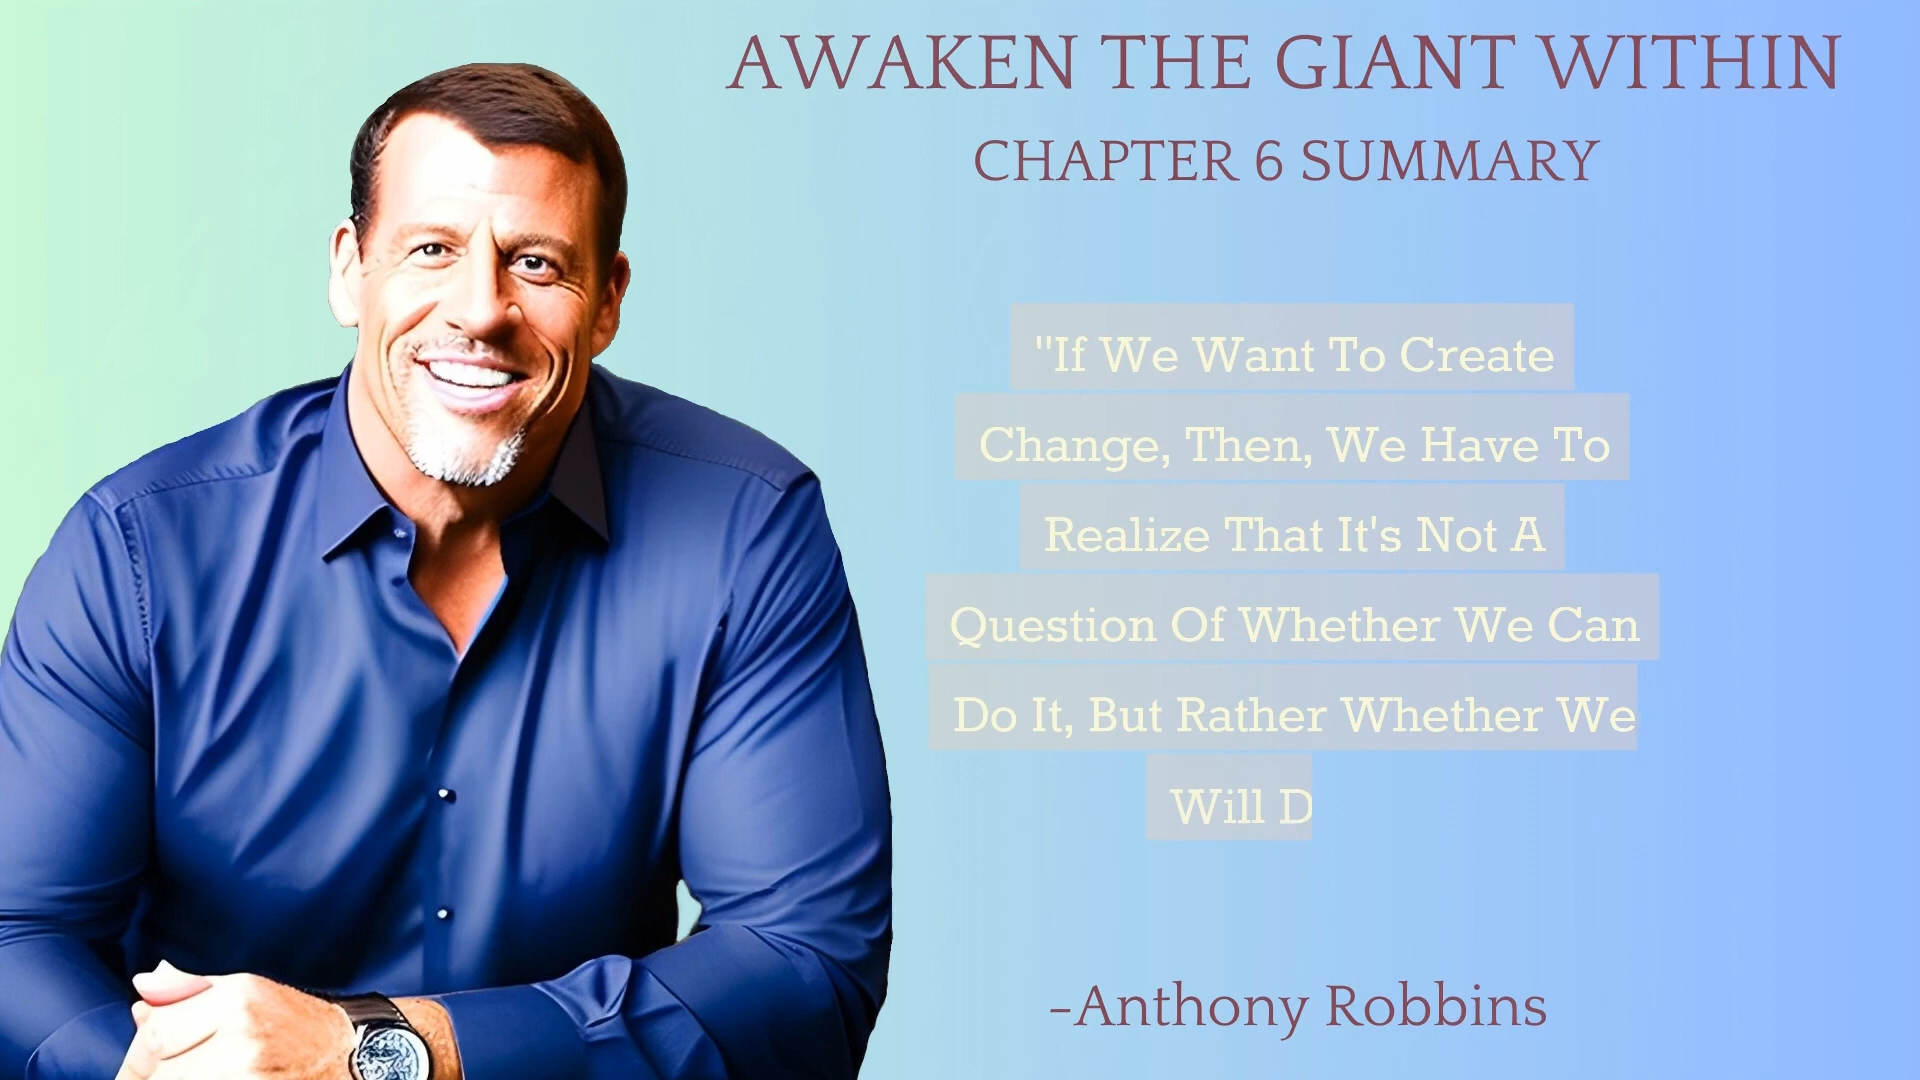 AWAKEN THE GIANT WITHIN
CHAPTER 6 SUMMARY
"If We Want To Create
Change, Then, We Have To
Realize That It's Not A
Question Of Whether We Can
Do It, But Rather Whether We
Will D
-Anthony Robbins